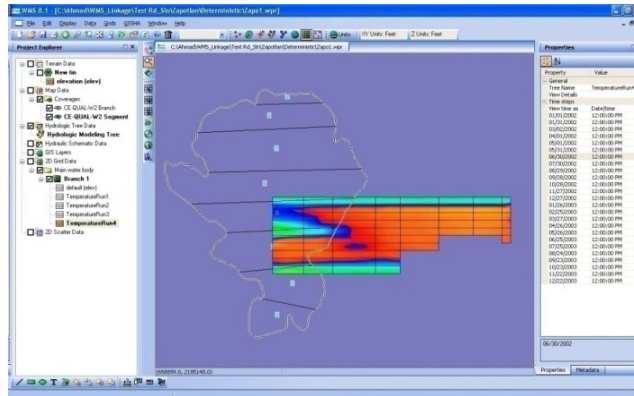 WMS 8.1 - [C:\Ahmad\WMS_Linkage\Test Rd_Slo\Zapotlan\Deterministic\Zapo1.wpr]
File Edit Display Data Grids GSSHA Window Help
Units XY Units: Feet Z Units: Feet
Project Explorer
C:\Ahmad\WMS_Linkage\Test Rd_Slo\Zapotlan\Deterministic\Zapo1.wpr
Properties
Terrain Data
New tin
elevation (elev)
Map Data
Coverages
CE-QUAL-W2 Branch
CE-QUAL-W2 Segment
Hydrologic Tree Data
Hydrologic Modeling Tree
Hydraulic Schematic Data
GIS Layers
2D Grid Data
Main water body
Branch 1
default (elev)
TemperatureRun1
TemperatureRun2
TemperatureRun3
TemperatureRun4
2D Scatter Data
Property Value
General
Tree Name TemperatureRun4
View Details
Time steps
View time as Date/time
01/01/2002 12:00:00 PM
01/31/2002 12:00:00 PM
03/02/2002 12:00:00 PM
04/01/2002 12:00:00 PM
05/01/2002 12:00:00 PM
05/31/2002 12:00:00 PM
06/30/2002 12:00:00 PM
07/30/2002 12:00:00 PM
08/29/2002 12:00:00 PM
09/28/2002 12:00:00 PM
10/28/2002 12:00:00 PM
11/27/2002 12:00:00 PM
12/27/2002 12:00:00 PM
01/26/2003 12:00:00 PM
02/25/2003 12:00:00 PM
03/27/2003 12:00:00 PM
04/26/2003 12:00:00 PM
05/26/2003 12:00:00 PM
06/25/2003 12:00:00 PM
07/25/2003 12:00:00 PM
08/24/2003 12:00:00 PM
09/23/2003 12:00:00 PM
10/23/2003 12:00:00 PM
11/22/2003 12:00:00 PM
12/22/2003 12:00:00 PM
06/30/2002
Properties Metadata